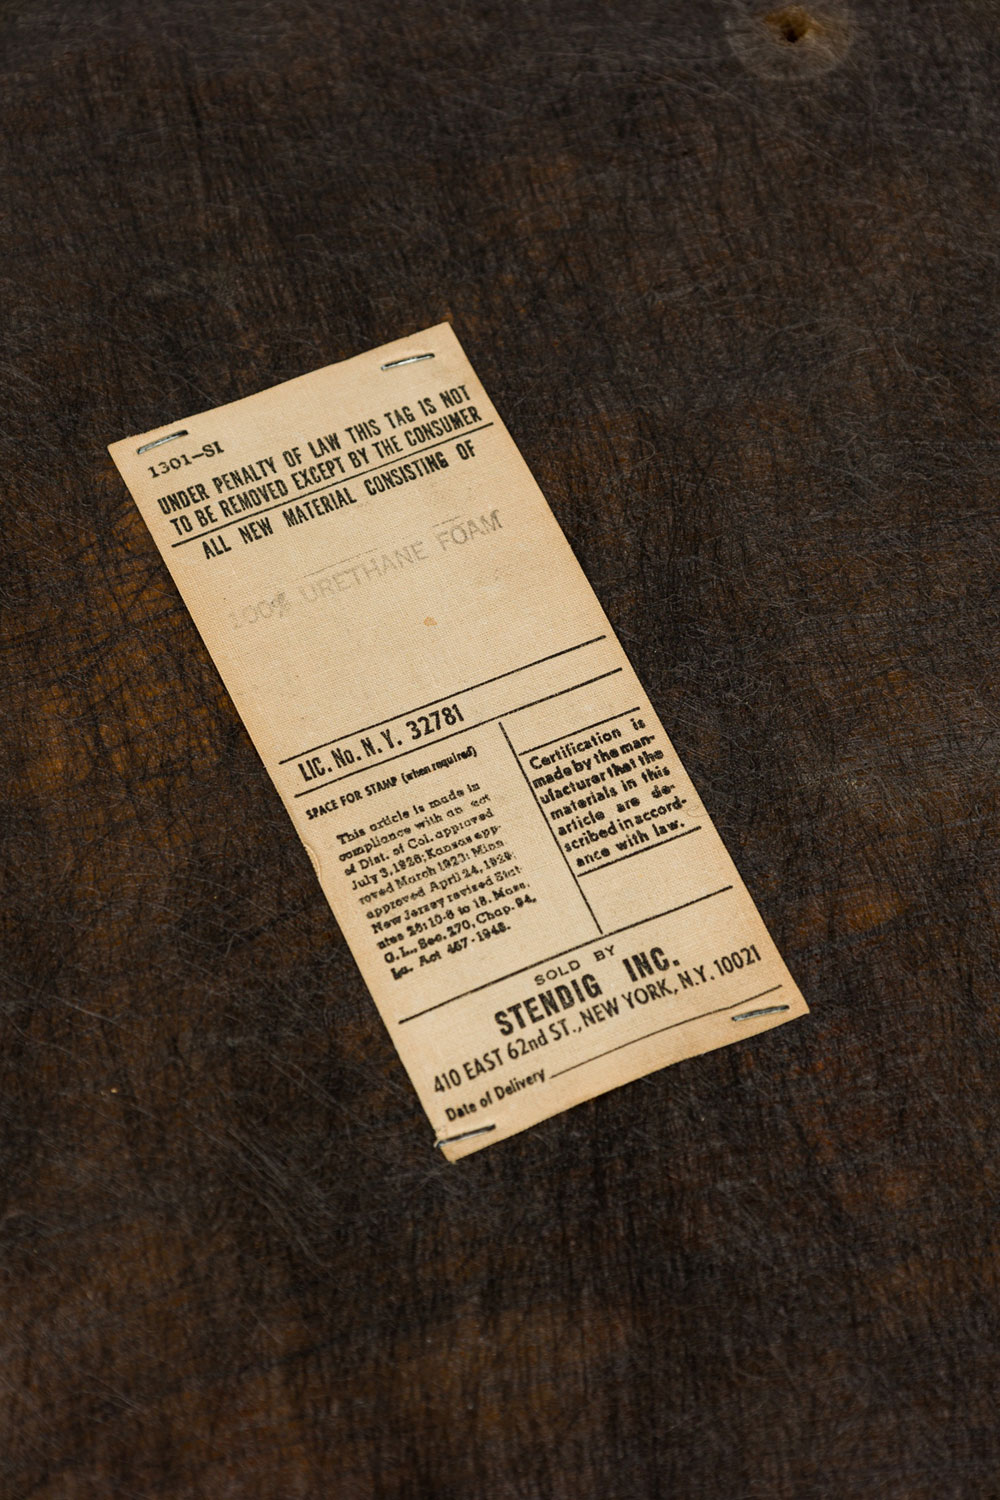 1301-SI
UNDER PENALTY OF LAW THIS TAG IS NOT
TO BE REMOVED EXCEPT BY THE CONSUMER
ALL NEW MATERIAL CONSISTING OF
100% URETHANE FOAM
LIC. No. N. Y. 32781
SPACE FOR STAMP (when required)
This article is made in
compliance with an act
of Dist. of Col. approved
July 3, 1926; Kansas app-
roved March 1923; Minn.
approved April 24, 1929;
New Jersey revised Stat-
utes 26:10-6 to 18. Mass.
G. L., Sec. 270, Chap. 94,
La. Act 467-1948.
Certification is
made by the man-
ufacturer that the
materials in this
article are de-
scribed in accord-
ance with law.
SOLD BY
STENDIG INC.
410 EAST 62nd ST., NEW YORK, N.Y. 10021
Date of Delivery